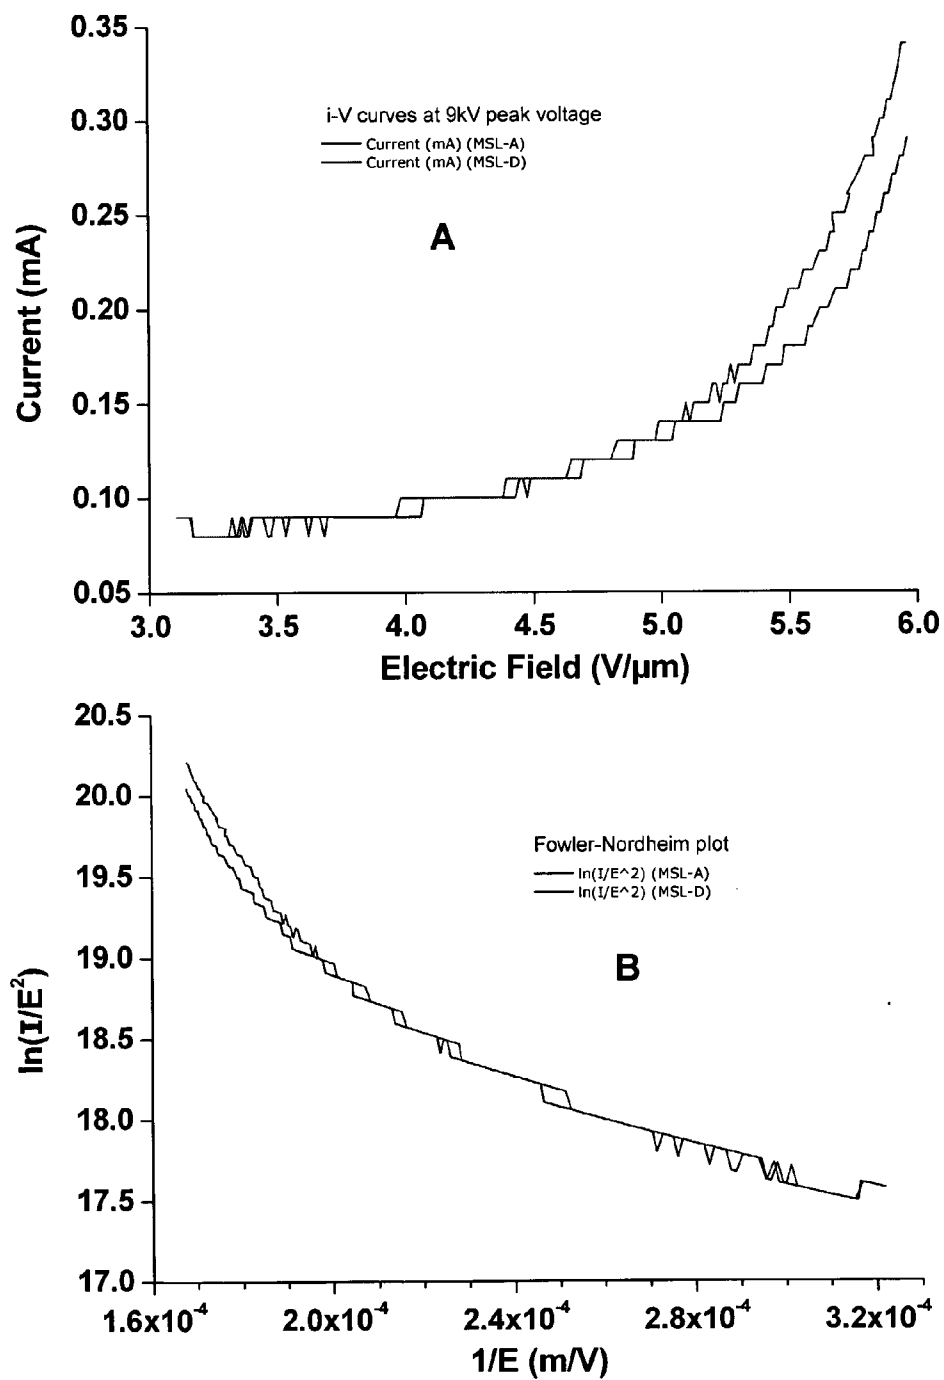 0.35
i-V curves at 9kV peak voltage
0.30
Current (mA) (MSL-A)
Current (mA) (MSL-D)
0.25
A
Current (mA)
0.20
0.15
0.10
0.05
3.0 3.5 4.0 4.5 5.0 5.5 6.0
Electric Field (V/µm)
20.5
20.0
Fowler-Nordheim plot
19.5
ln(I/E^2) (MSL-A)
ln(I/E^2) (MSL-D)
19.0
B
ln(I/E²)
18.5
18.0
17.5
17.0
1.6x10⁻⁴ 2.0x10⁻⁴ 2.4x10⁻⁴ 2.8x10⁻⁴ 3.2x10⁻⁴
1/E (m/V)